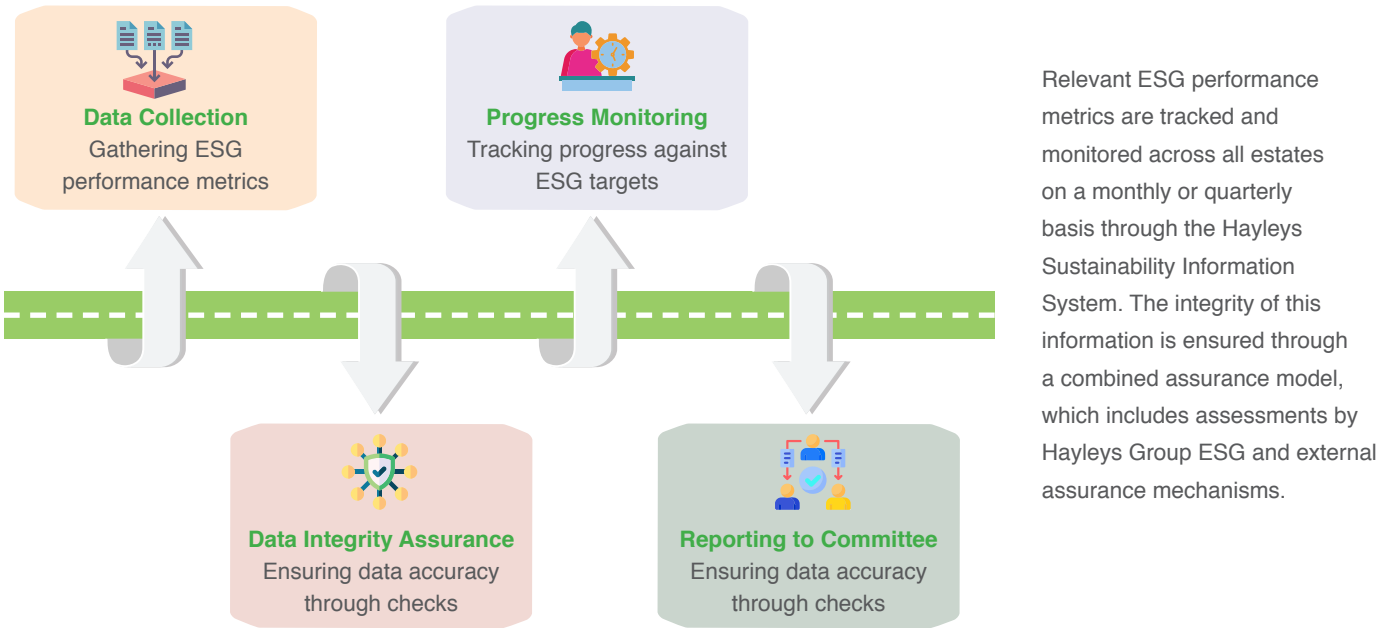 Data Collection
Gathering ESG
performance metrics
Progress Monitoring
Tracking progress against
ESG targets
Data Integrity Assurance
Ensuring data accuracy
through checks
Reporting to Committee
Ensuring data accuracy
through checks
Relevant ESG performance
metrics are tracked and
monitored across all estates
on a monthly or quarterly
basis through the Hayleys
Sustainability Information
System. The integrity of this
information is ensured through
a combined assurance model,
which includes assessments by
Hayleys Group ESG and external
assurance mechanisms.